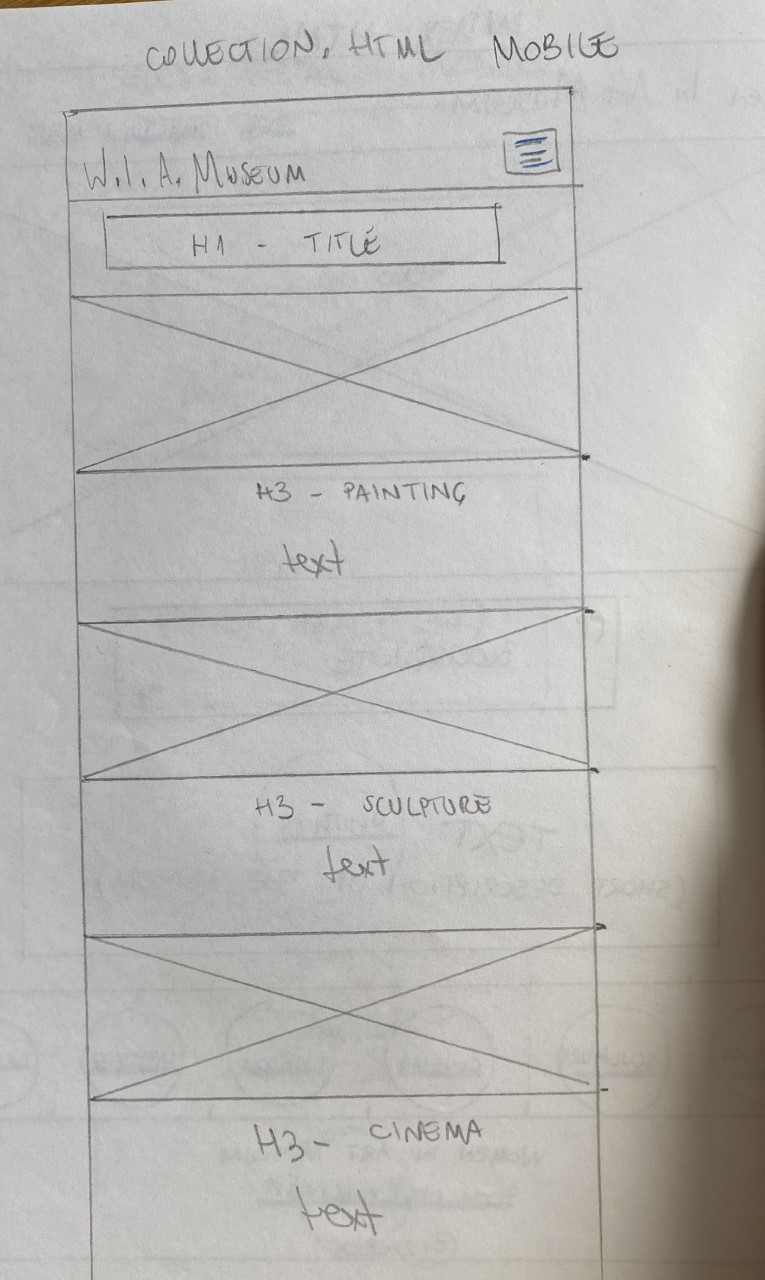 COLLECTION. HTML MOBILE
W.I.A. MUSEUM
H1 - TITLE
H3 - PAINTING
text
H3 - SCULPTURE
text
H3 - CINEMA
text